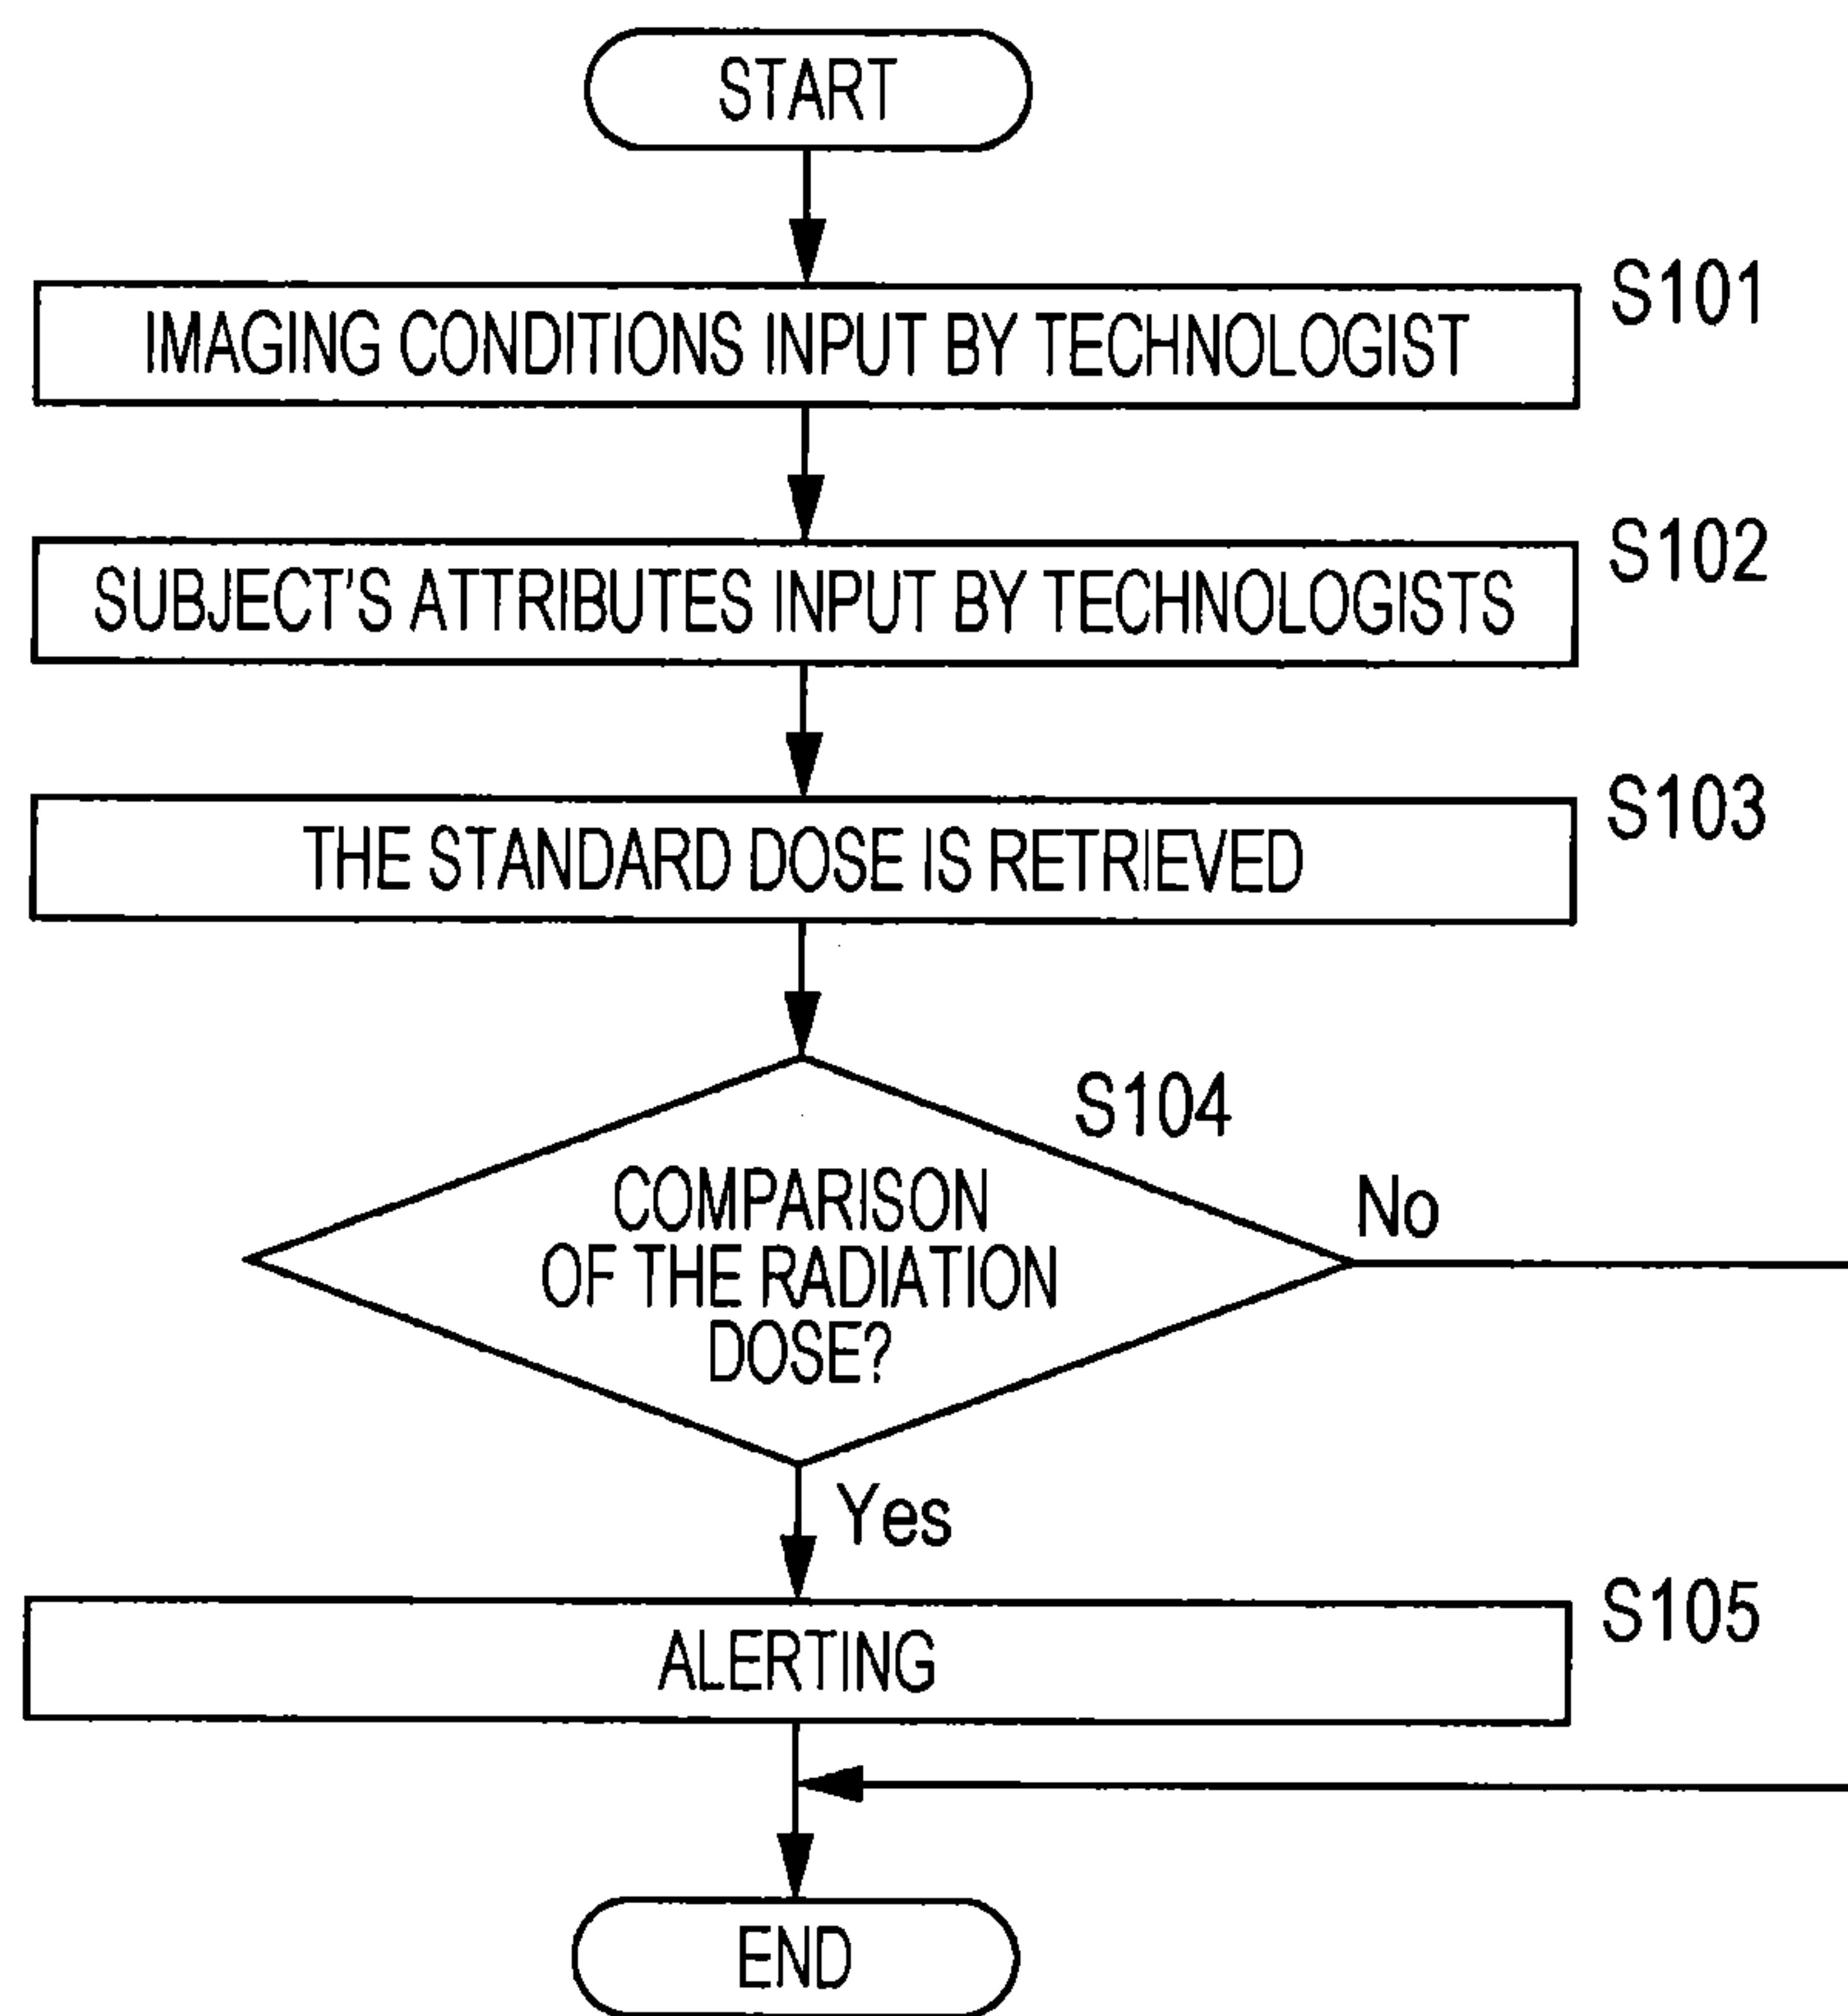 START
S101
IMAGING CONDITIONS INPUT BY TECHNOLOGIST
S102
SUBJECT'S ATTRIBUTES INPUT BY TECHNOLOGISTS
S103
THE STANDARD DOSE IS RETRIEVED
S104
COMPARISON
OF THE RADIATION
DOSE?
No
Yes
S105
ALERTING
END